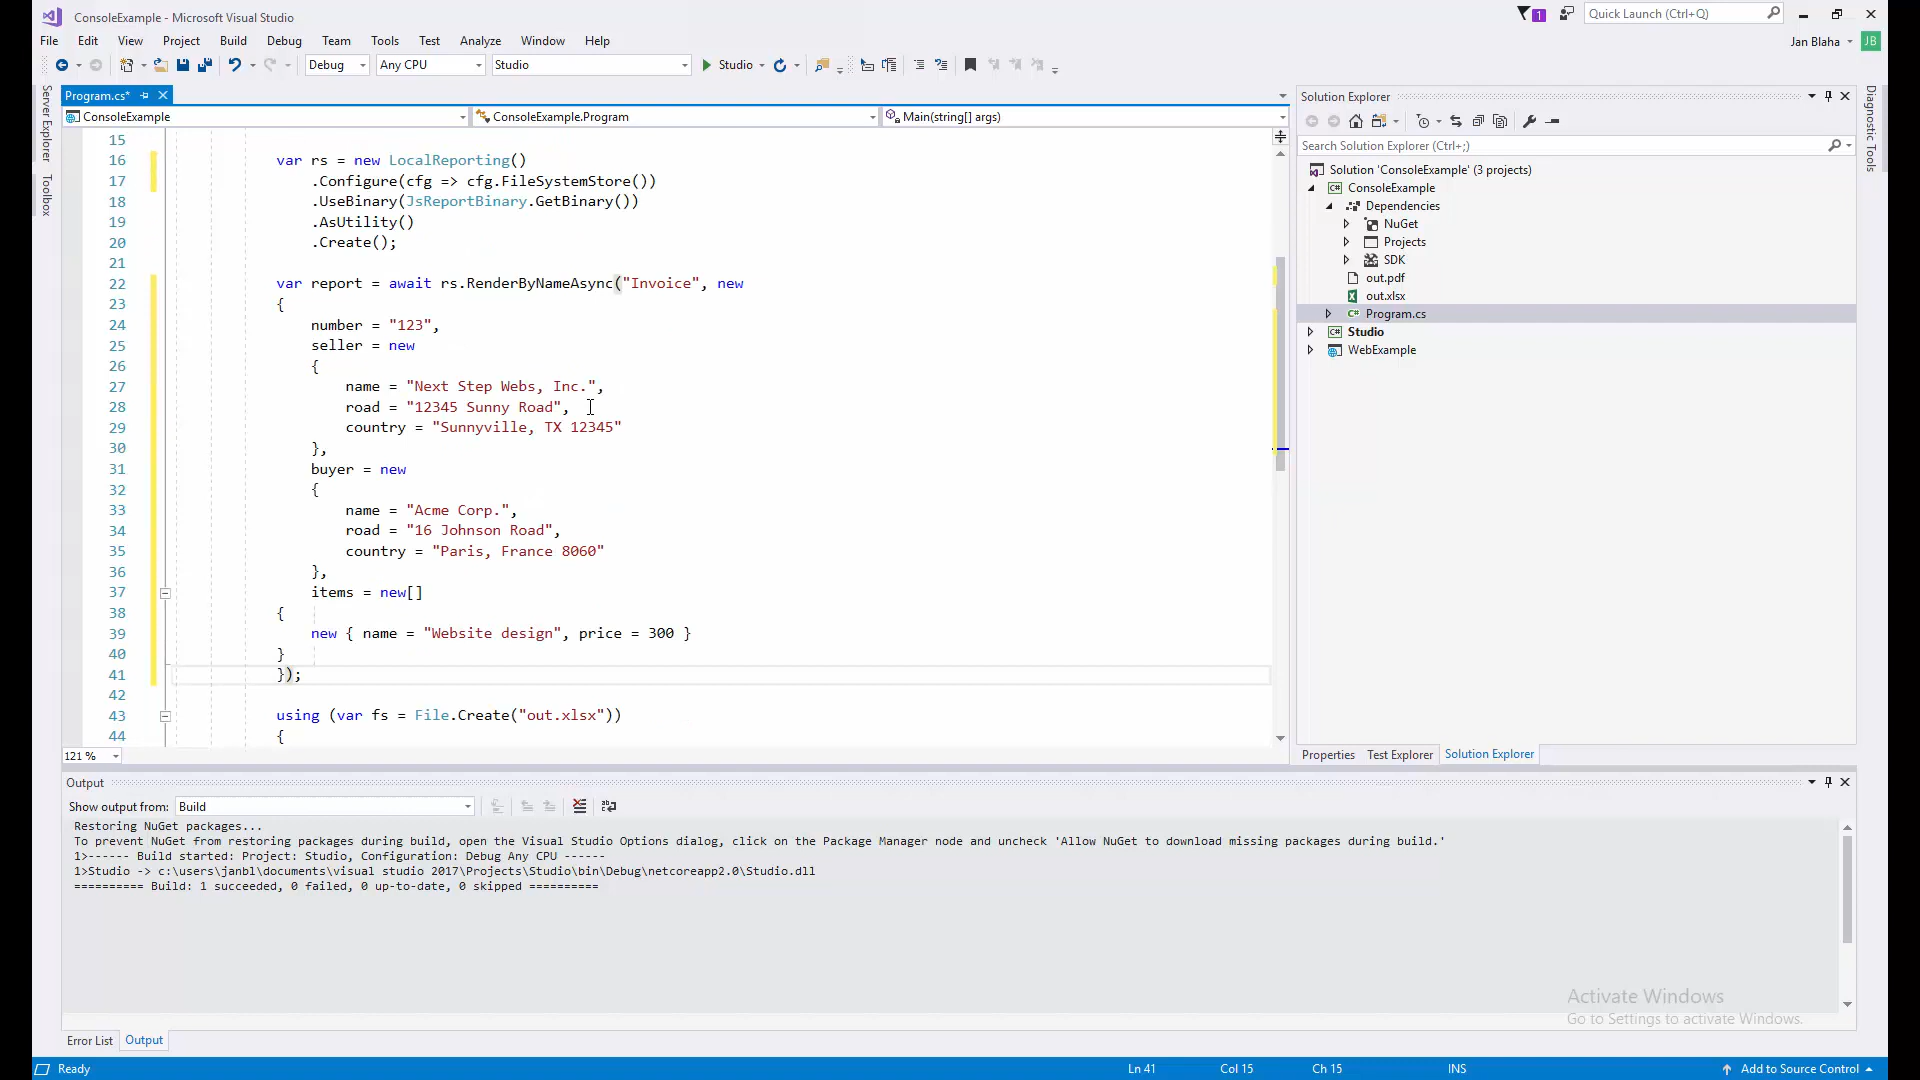 ConsoleExample - Microsoft Visual Studio
1
Quick Launch (Ctrl+Q)
File Edit View Project Build Debug Team Tools Test Analyze Window Help
Jan Blaha JB
Debug Any CPU Studio Studio
Server Explorer
Toolbox
Program.cs*
ConsoleExample ConsoleExample.Program Main(string[] args)
15
16 var rs = new LocalReporting()
17 .Configure(cfg => cfg.FileSystemStore())
18 .UseBinary(JsReportBinary.GetBinary())
19 .AsUtility()
20 .Create();
21
22 var report = await rs.RenderByNameAsync("Invoice", new
23 {
24 number = "123",
25 seller = new
26 {
27 name = "Next Step Webs, Inc.",
28 road = "12345 Sunny Road",
29 country = "Sunnyville, TX 12345"
30 },
31 buyer = new
32 {
33 name = "Acme Corp.",
34 road = "16 Johnson Road",
35 country = "Paris, France 8060"
36 },
37 items = new[]
38 {
39 new { name = "Website design", price = 300 }
40 }
41 });
42
43 using (var fs = File.Create("out.xlsx"))
44 {
121 %
Solution Explorer
Search Solution Explorer (Ctrl+;)
Solution 'ConsoleExample' (3 projects)
ConsoleExample
Dependencies
NuGet
Projects
SDK
out.pdf
out.xlsx
Program.cs
Studio
WebExample
Properties Test Explorer Solution Explorer
Diagnostic Tools
Output
Show output from: Build
Restoring NuGet packages...
To prevent NuGet from restoring packages during build, open the Visual Studio Options dialog, click on the Package Manager node and uncheck 'Allow NuGet to download missing packages during build.'
1>------ Build started: Project: Studio, Configuration: Debug Any CPU ------
1>Studio -> c:\users\janbl\documents\visual studio 2017\Projects\Studio\bin\Debug\netcoreapp2.0\Studio.dll
========== Build: 1 succeeded, 0 failed, 0 up-to-date, 0 skipped ==========
Activate Windows
Go to Settings to activate Windows.
Error List Output
Ready Ln 41 Col 15 Ch 15 INS Add to Source Control